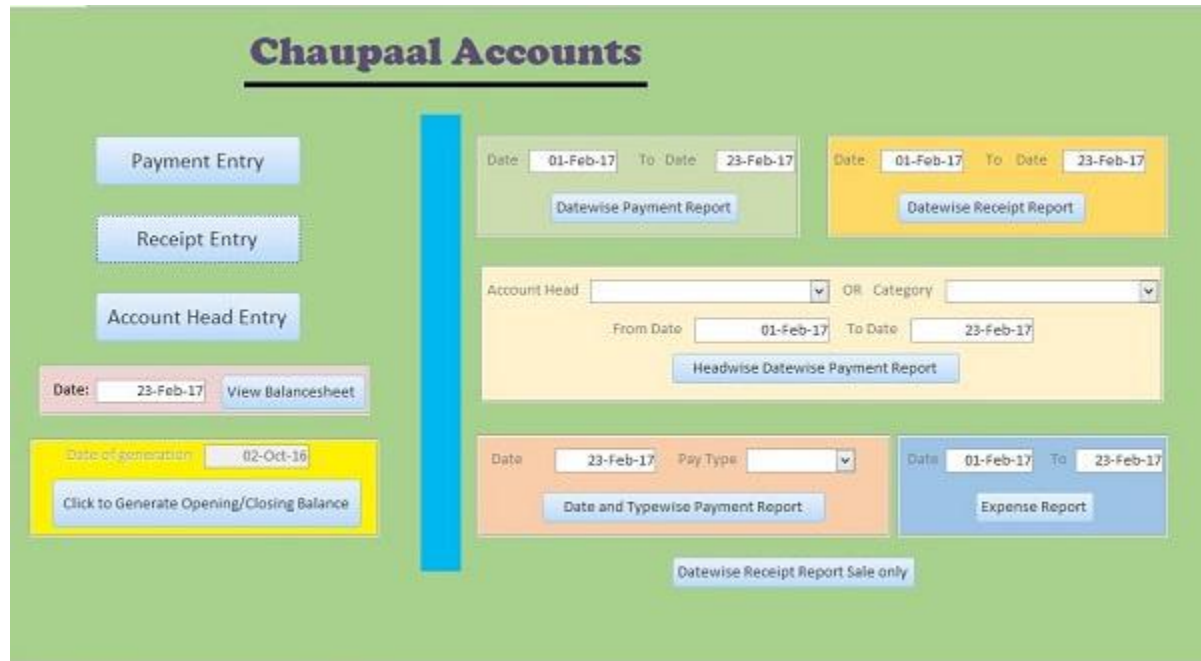 Chaupaal Accounts
Payment Entry
Receipt Entry
Account Head Entry
Date: 23-Feb-17 View Balancesheet
Date of generation 02-Oct-16
Click to Generate Opening/Closing Balance
Date 01-Feb-17 To Date 23-Feb-17
Datewise Payment Report
Date 01-Feb-17 To Date 23-Feb-17
Datewise Receipt Report
Account Head OR Category
From Date 01-Feb-17 To Date 23-Feb-17
Headwise Datewise Payment Report
Date 23-Feb-17 Pay Type
Date and Typewise Payment Report
Date 01-Feb-17 To 23-Feb-17
Expense Report
Datewise Receipt Report Sale only